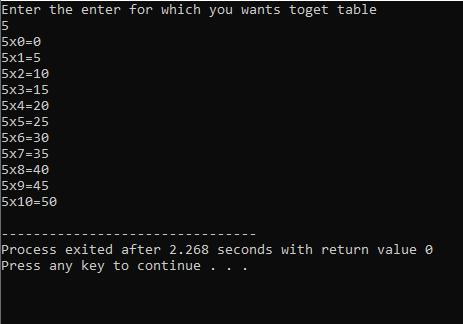 Enter the enter for which you wants toget table
5
5x0=0
5x1=5
5x2=10
5x3=15
5x4=20
5x5=25
5x6=30
5x7=35
5x8=40
5x9=45
5x10=50
--------------------------------
Process exited after 2.268 seconds with return value 0
Press any key to continue . . .